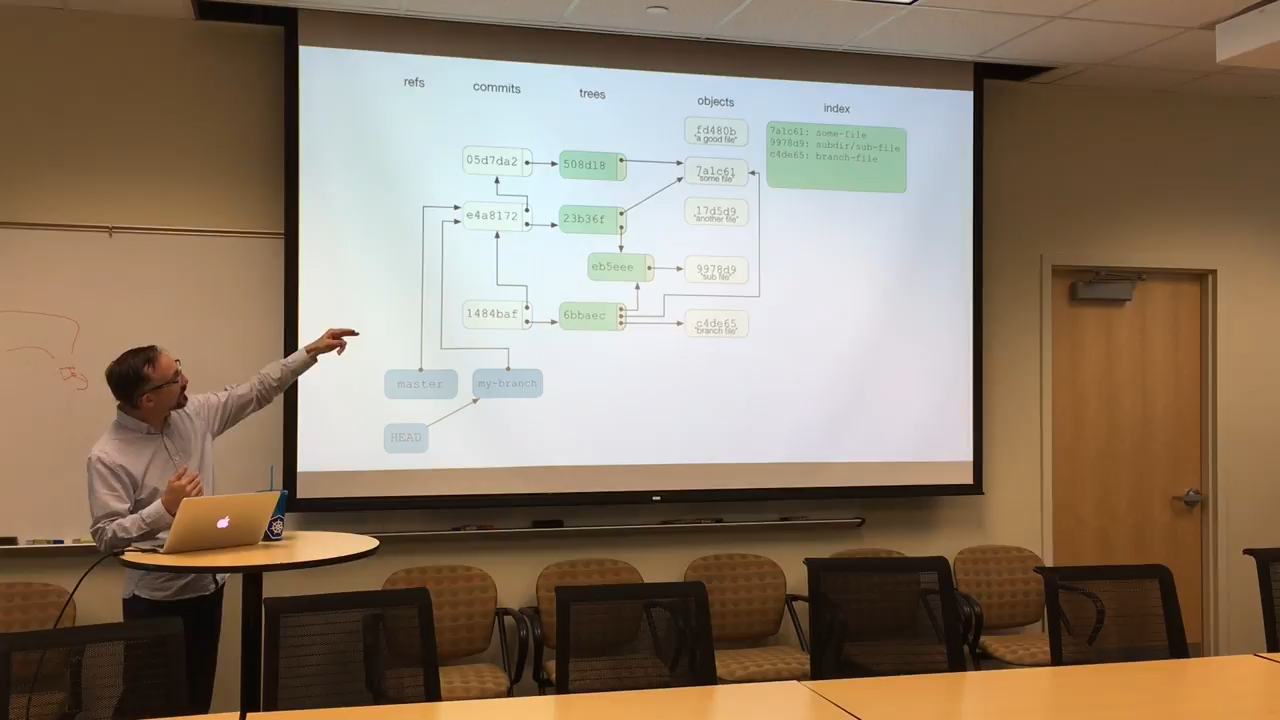 refs
commits
trees
objects
index
fd480b
"a good file"
7a1c61: some-file
9978d9: subdir/sub-file
c4de65: branch-file
05d7da2
508d18
7a1c61
"some file"
e4a8172
23b36f
17d5d9
"another file"
eb5eee
9978d9
"sub file"
1484baf
6bbaec
c4de65
"branch file"
master
my-branch
HEAD